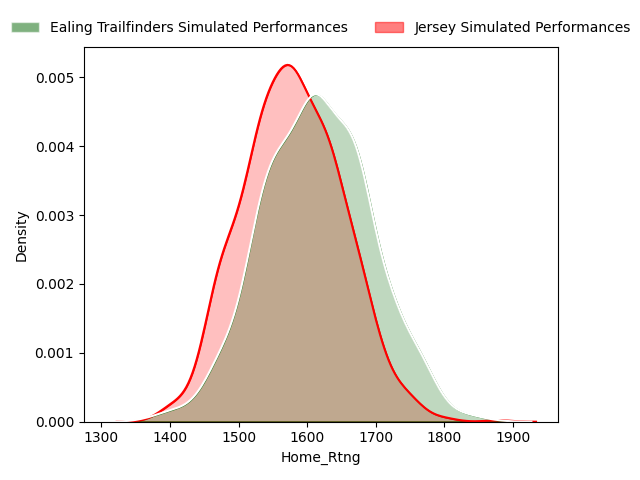 Ealing Trailfinders Simulated Performances
Jersey Simulated Performances
0.005
0.004
0.003
0.002
0.001
0.000
Density
1300 1400 1500 1600 1700 1800 1900
Home_Rtng